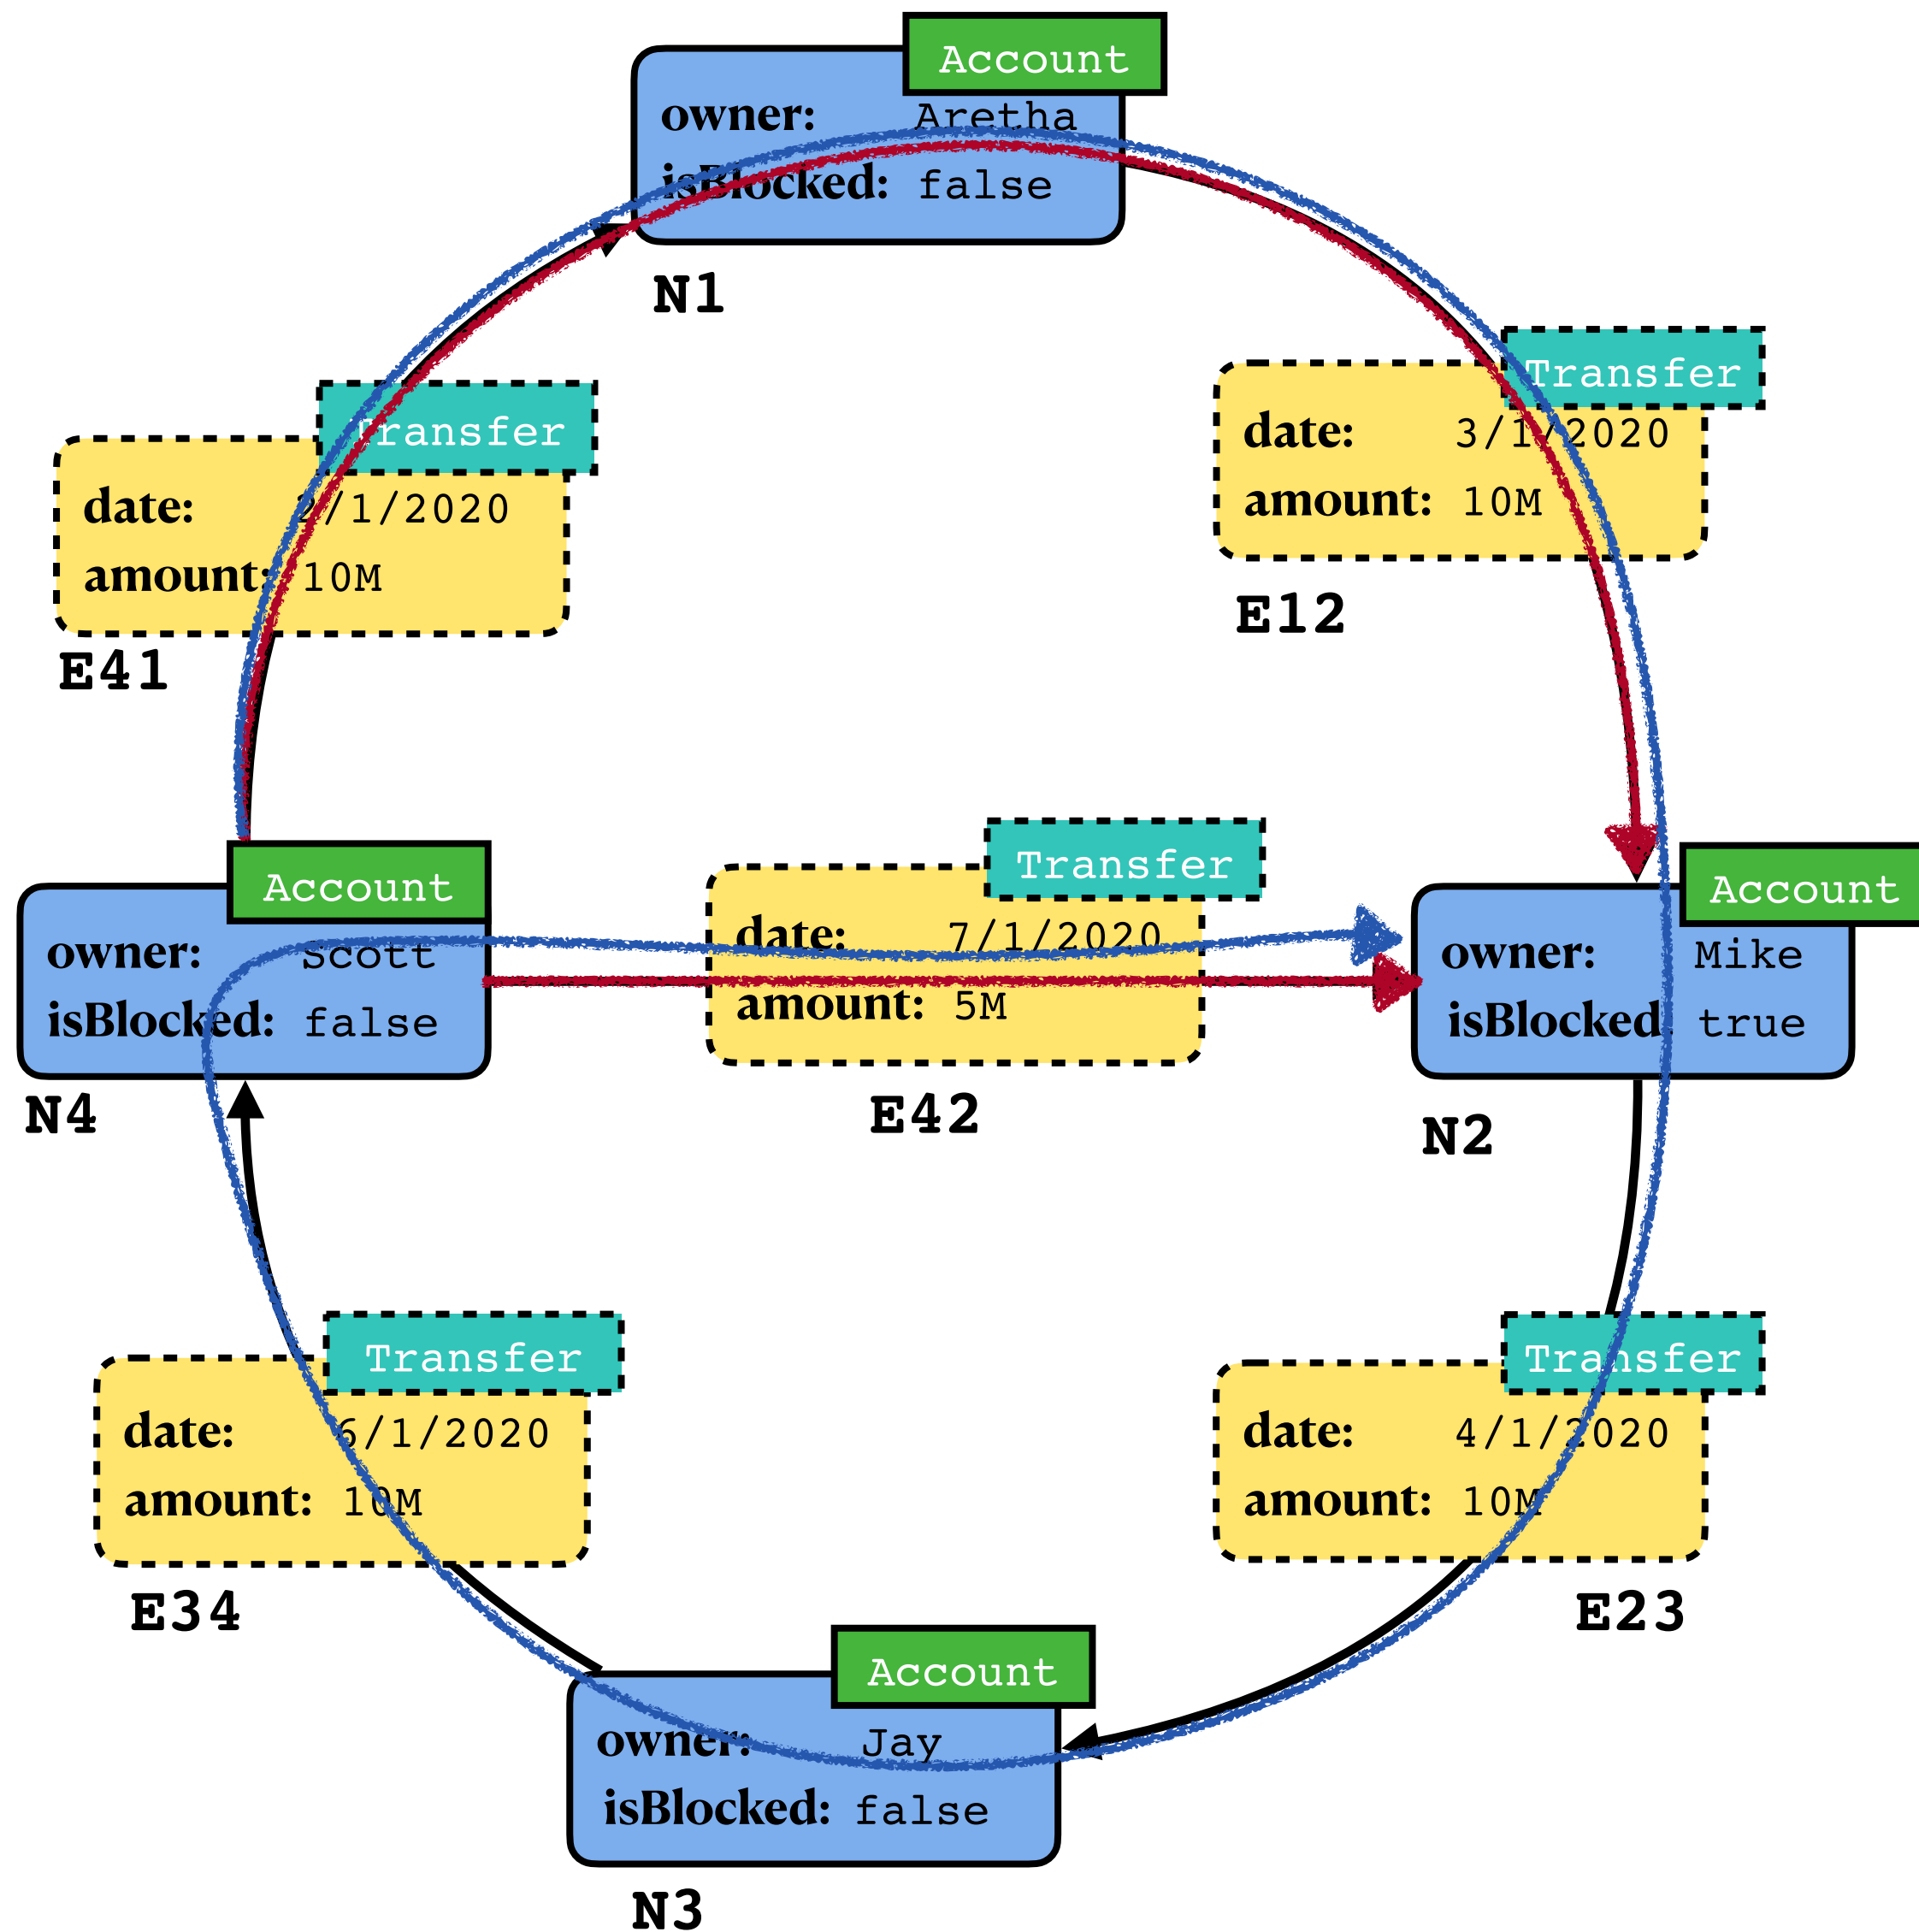 Account
owner: Aretha
isBlocked: false
N1
Transfer
date: 3/1/2020
amount: 10M
E12
Transfer
date: 2/1/2020
amount: 10M
E41
Account
owner: Scott
isBlocked: false
N4
Transfer
date: 7/1/2020
amount: 5M
E42
Account
owner: Mike
isBlocked: true
N2
Transfer
date: 6/1/2020
amount: 10M
E34
Transfer
date: 4/1/2020
amount: 10M
E23
Account
owner: Jay
isBlocked: false
N3